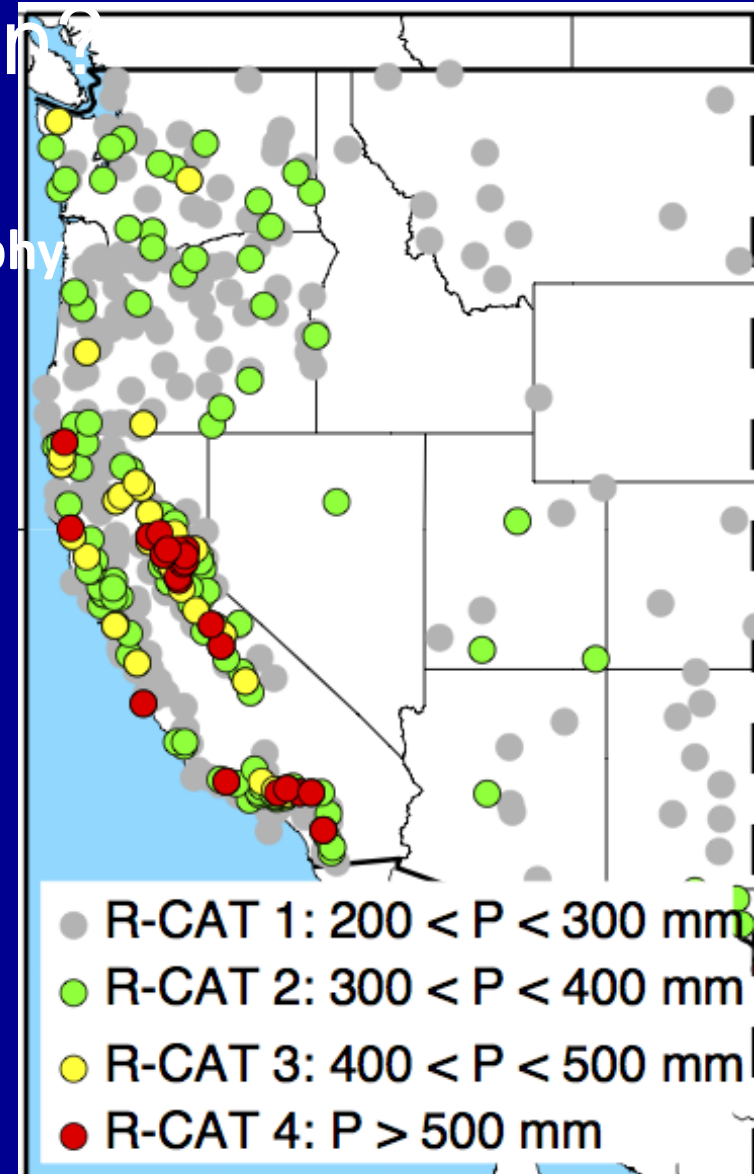 n?
phy
R-CAT 1: 200 < P < 300 mm
R-CAT 2: 300 < P < 400 mm
R-CAT 3: 400 < P < 500 mm
R-CAT 4: P > 500 mm